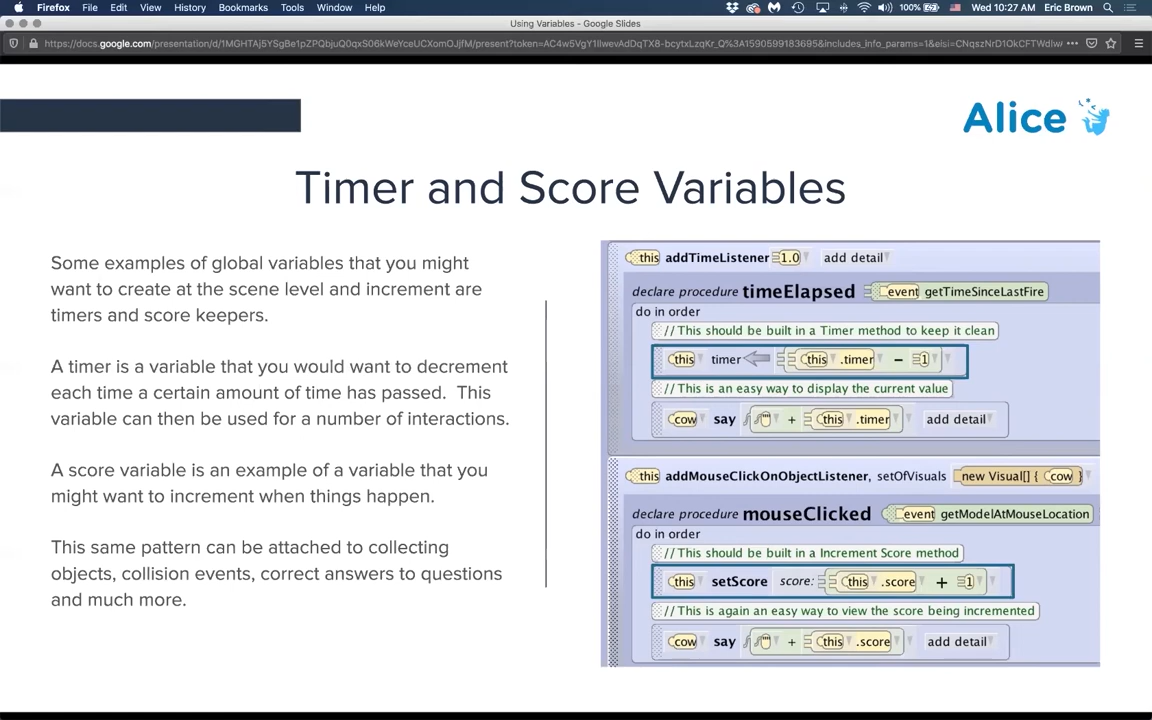 Firefox File Edit View History Bookmarks Tools Window Help 100% Wed 10:27 AM Eric Brown
Using Variables - Google Slides
Alice
Timer and Score Variables
Some examples of global variables that you might
want to create at the scene level and increment are
timers and score keepers.
A timer is a variable that you would want to decrement
each time a certain amount of time has passed. This
variable can then be used for a number of interactions.
A score variable is an example of a variable that you
might want to increment when things happen.
This same pattern can be attached to collecting
objects, collision events, correct answers to questions
and much more.
this addTimeListener 1.0 add detail
declare procedure timeElapsed event getTimeSinceLastFire
do in order
// This should be built in a Timer method to keep it clean
this timer this .timer - 1
// This is an easy way to display the current value
cow say + this .timer add detail
this addMouseClickOnObjectListener, setOfVisuals new Visual[] { cow }
declare procedure mouseClicked event getModelAtMouseLocation
do in order
// This should be built in a Increment Score method
this setScore score: this .score + 1
// This is again an easy way to view the score being incremented
cow say + this .score add detail